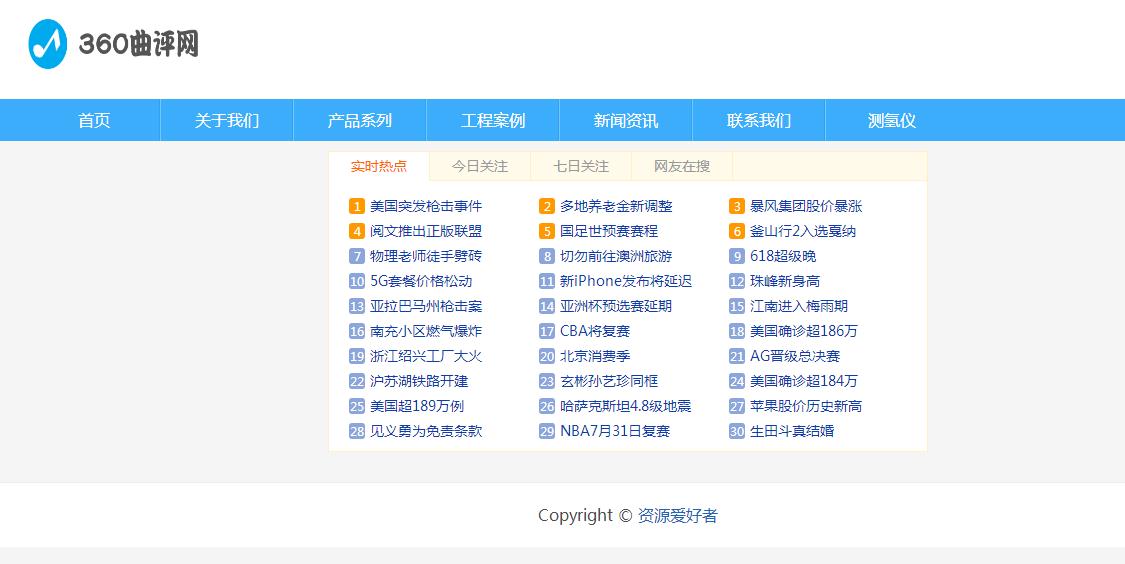 360曲评网
首页 关于我们 产品系列 工程案例 新闻资讯 联系我们 测氢仪
实时热点 今日关注 七日关注 网友在搜
1 美国突发枪击事件 2 多地养老金新调整 3 暴风集团股价暴涨
4 阅文推出正版联盟 5 国足世预赛赛程 6 釜山行2入选戛纳
7 物理老师徒手劈砖 8 切勿前往澳洲旅游 9 618超级晚
10 5G套餐价格松动 11 新iPhone发布将延迟 12 珠峰新身高
13 亚拉巴马州枪击案 14 亚洲杯预选赛延期 15 江南进入梅雨期
16 南充小区燃气爆炸 17 CBA将复赛 18 美国确诊超186万
19 浙江绍兴工厂大火 20 北京消费季 21 AG晋级总决赛
22 沪苏湖铁路开建 23 玄彬孙艺珍同框 24 美国确诊超184万
25 美国超189万例 26 哈萨克斯坦4.8级地震 27 苹果股价历史新高
28 见义勇为免责条款 29 NBA7月31日复赛 30 生田斗真结婚
Copyright © 资源爱好者